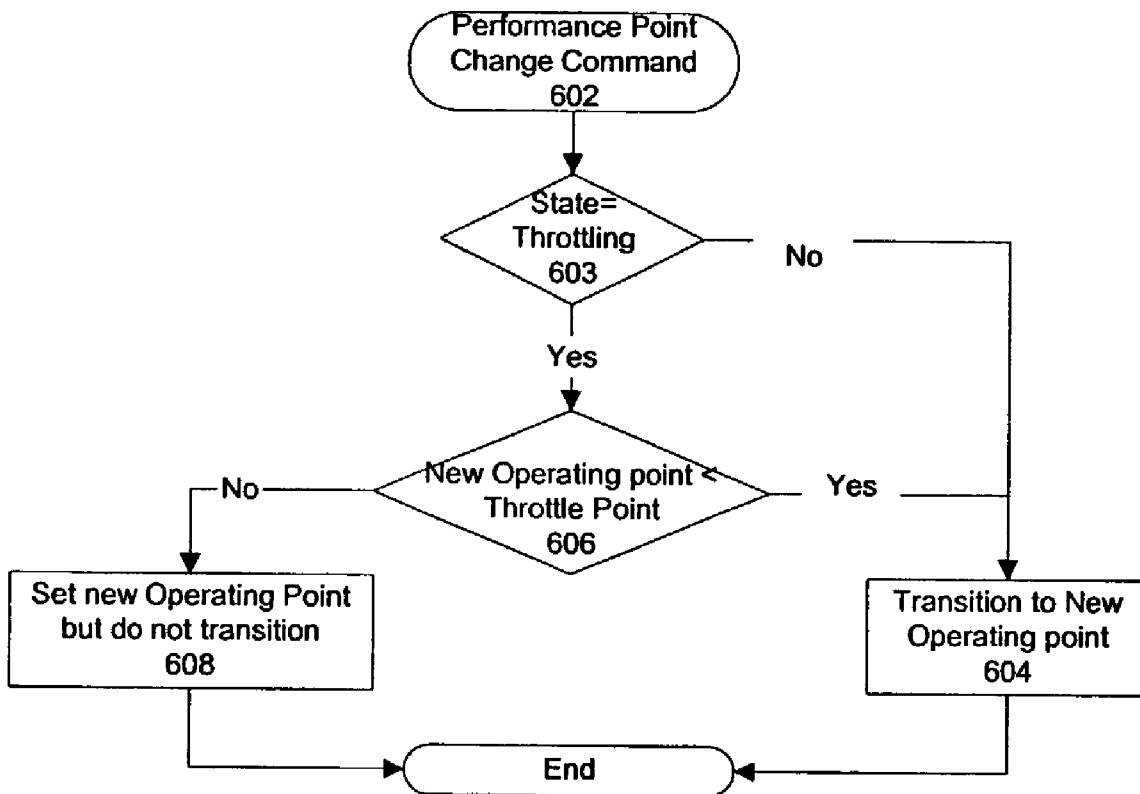 Performance Point
Change Command
602
State=
Throttling
603
No
Yes
New Operating point <
Throttle Point
606
No
Yes
Set new Operating Point
but do not transition
608
Transition to New
Operating point
604
End